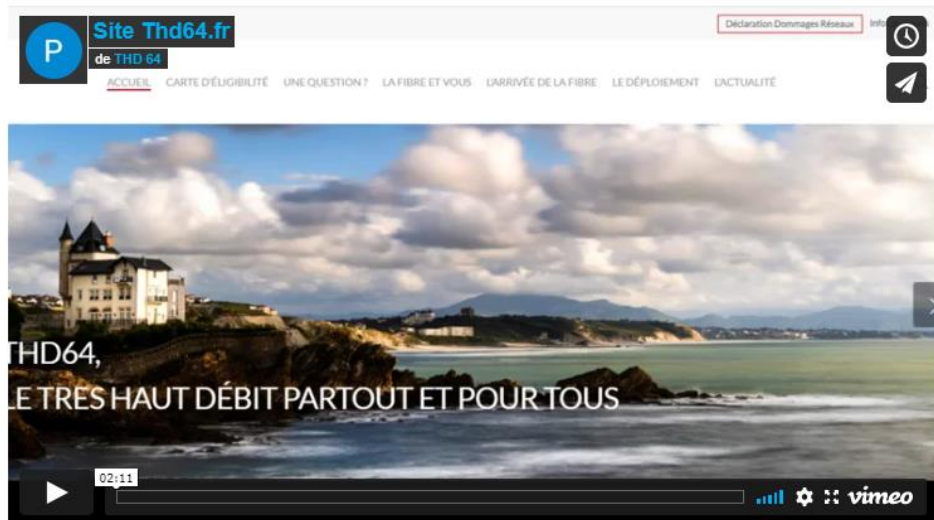 P
Site Thd64.fr
de THD 64
Déclaration Dommages Réseaux
ACCUEIL CARTE D'ÉLIGIBILITÉ UNE QUESTION ? LA FIBRE ET VOUS L'ARRIVÉE DE LA FIBRE LE DÉPLOIEMENT L'ACTUALITÉ
THD64,
LE TRES HAUT DÉBIT PARTOUT ET POUR TOUS
02:11
vimeo